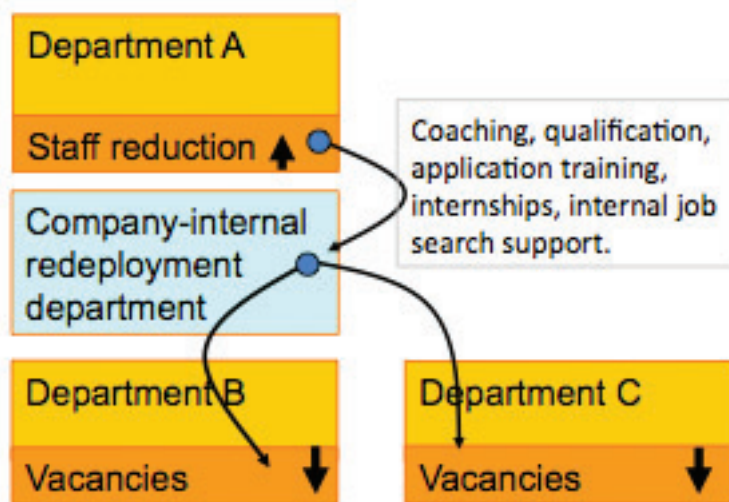 Department A
Staff reduction
Coaching, qualification,
application training,
internships, internal job
search support.
Company-internal
redeployment
department
Department B
Vacancies
Department C
Vacancies